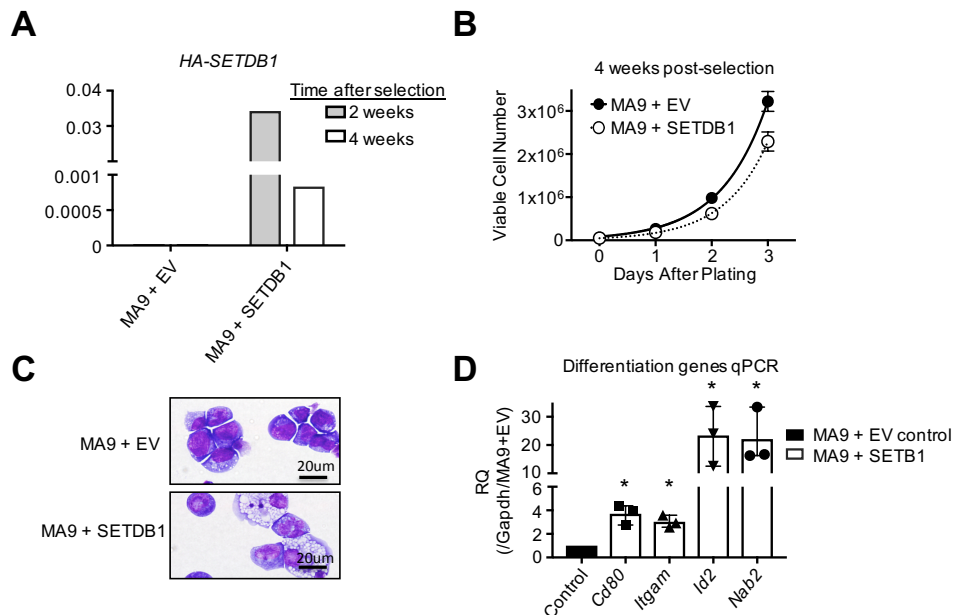 A
HA-SETDB1
Time after selection
2 weeks
4 weeks
0.04
0.03
0.001
0.0005
0
MA9 + EV
MA9 + SETDB1
B
4 weeks post-selection
MA9 + EV
MA9 + SETDB1
Viable Cell Number
3x10⁶
2x10⁶
1x10⁶
0
0 1 2 3
Days After Plating
C
MA9 + EV
20um
MA9 + SETDB1
20um
D
Differentiation genes qPCR
* * * *
MA9 + EV control
MA9 + SETB1
RQ
(/Gapdh/MA9+EV)
30
20
10
6
4
2
0
Control
Cd80
Itgam
Id2
Nab2